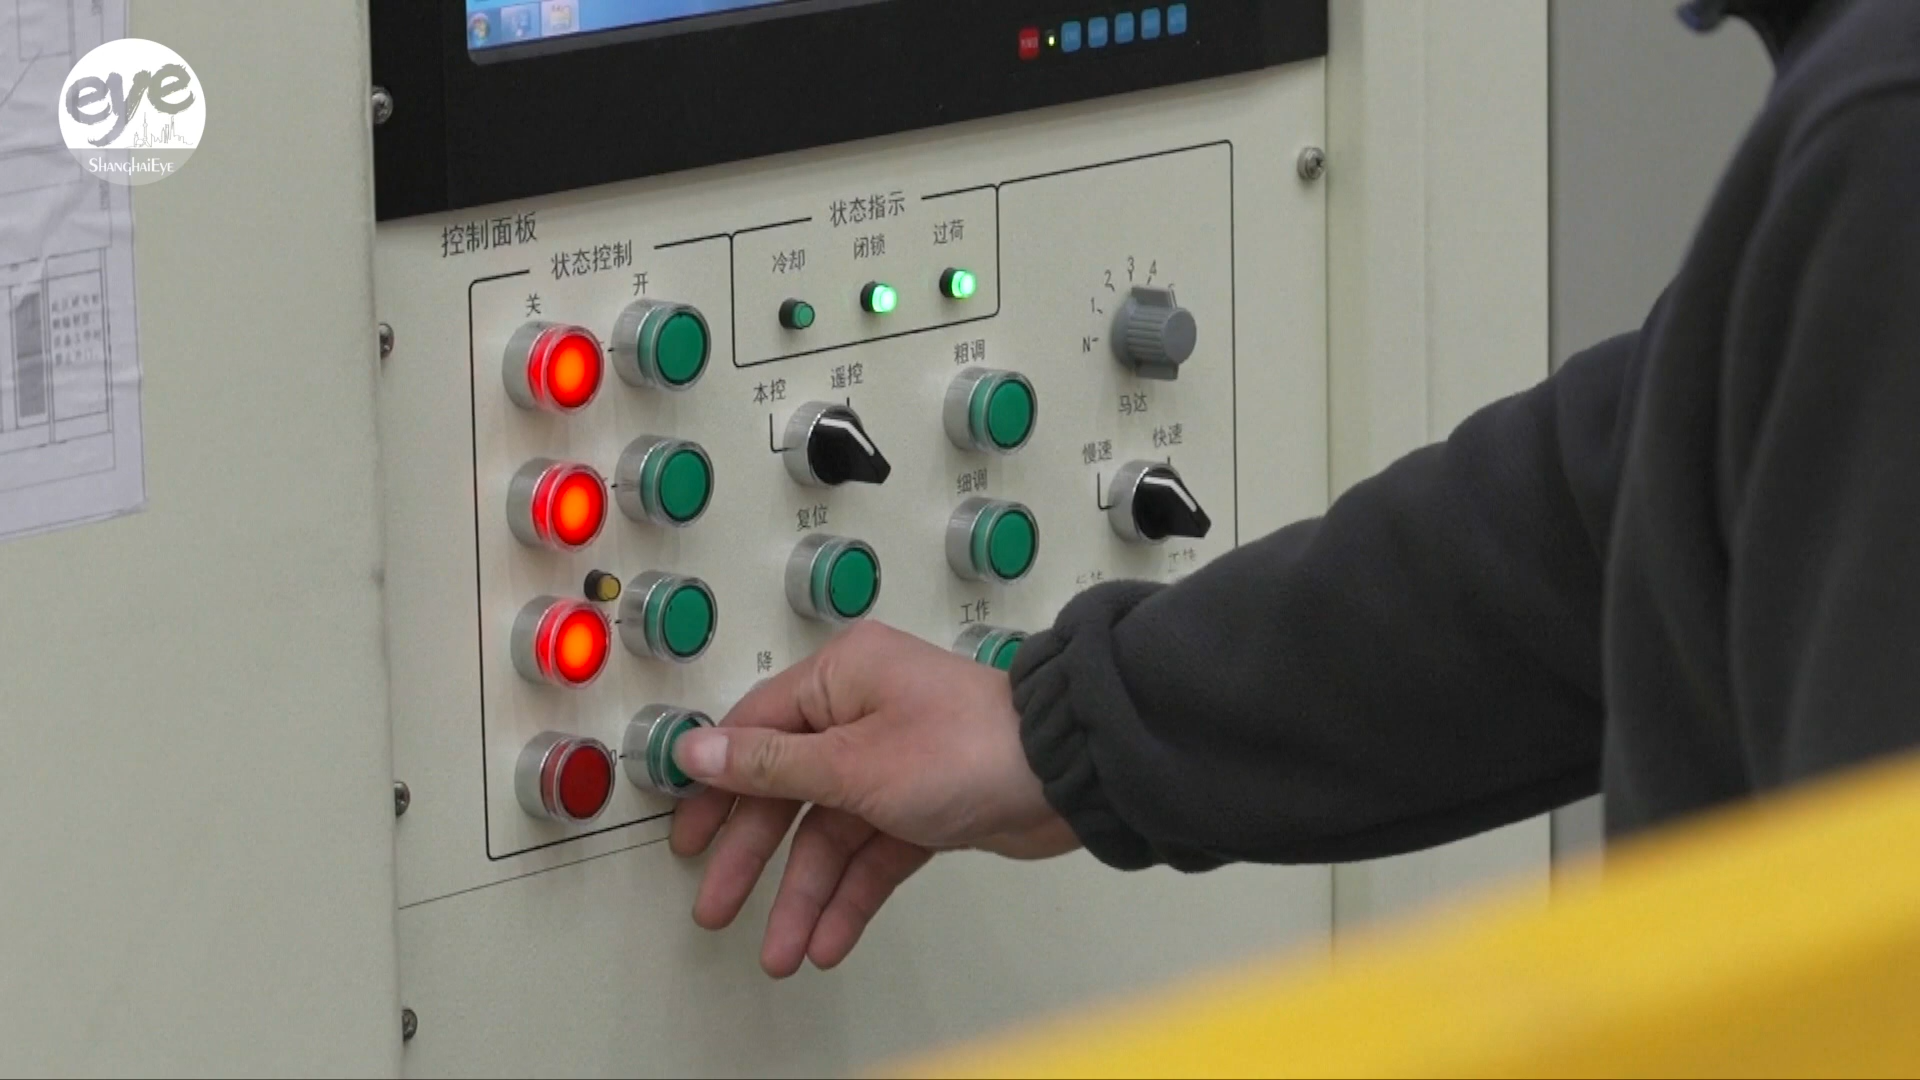 eye
SHANGHAIEYE
控制面板
状态控制
关
开
状态指示
冷却
闭锁
过荷
本控
遥控
复位
降
粗调
细调
工作
N
1
2
3
4
马达
慢速
快速